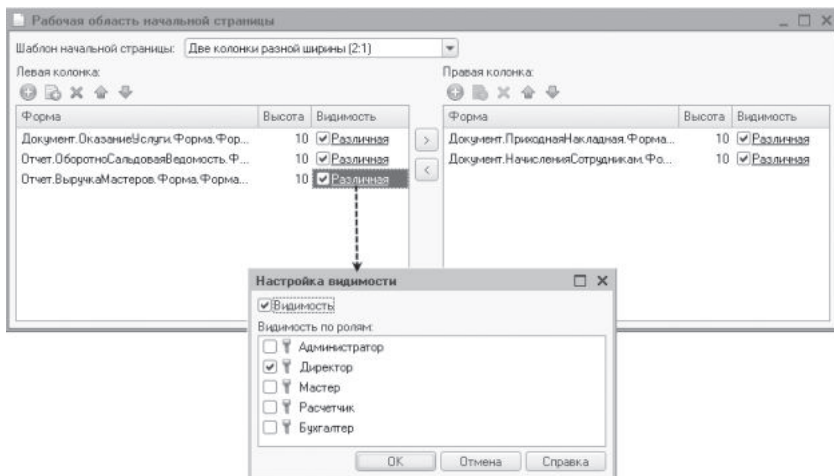 Рабочая область начальной страницы
Шаблон начальной страницы: Две колонки разной ширины (2:1)
Левая колонка:
Форма Высота Видимость
Документ.ОказаниеУслуги.Форма.Фор... 10 Различная
Отчет.ОборотноСальдоваяВедомость.Ф... 10 Различная
Отчет.ВыручкаМастеров.Форма.Форма... 10 Различная
>
<
Правая колонка:
Форма Высота Видимость
Документ.ПриходнаяНакладная.Форма... 10 Различная
Документ.НачисленияСотрудникам.Фо... 10 Различная
Настройка видимости
Видимость
Видимость по ролям:
Администратор
Директор
Мастер
Расчетчик
Бухгалтер
ОК Отмена Справка